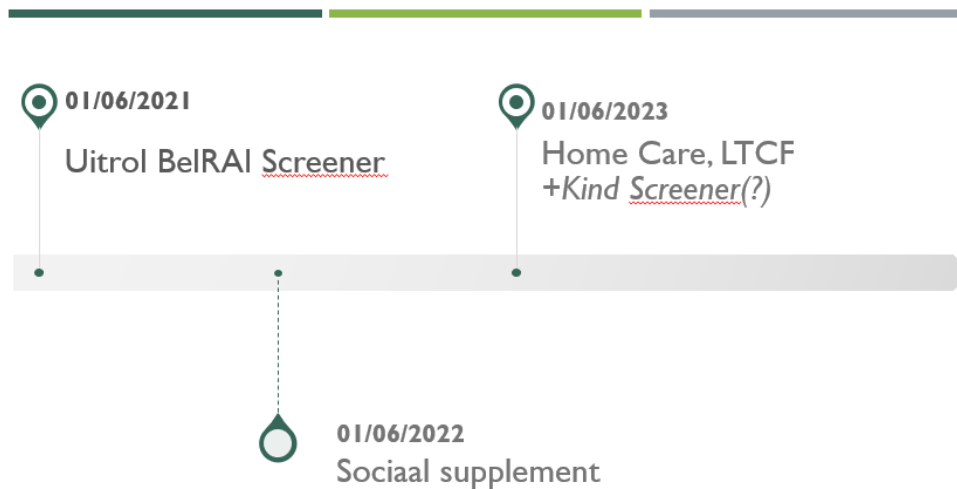 01/06/2021
Uitrol BelRAI Screener
01/06/2023
Home Care, LTCF
+Kind Screener(?)
01/06/2022
Sociaal supplement